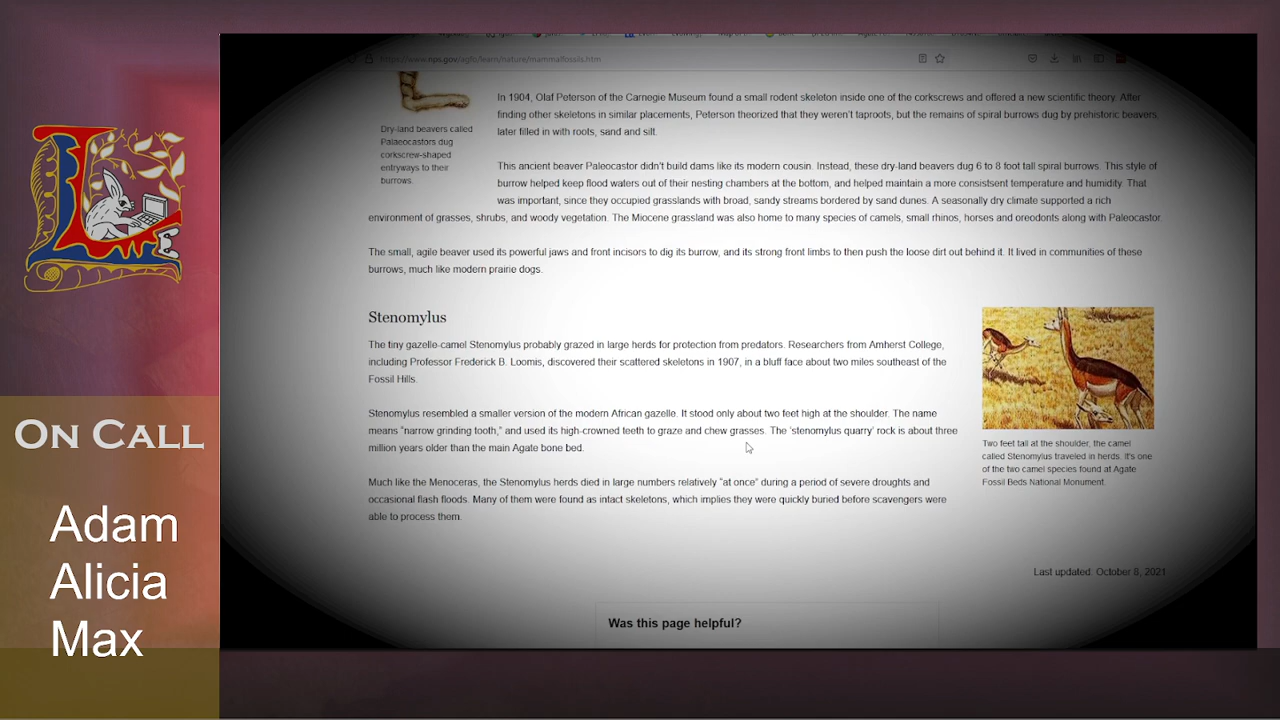 https://www.nps.gov/agfo/learn/nature/mammalfossils.htm
In 1904, Olaf Peterson of the Carnegie Museum found a small rodent skeleton inside one of the corkscrews and offered a new scientific theory. After
finding other skeletons in similar placements, Peterson theorized that they weren't taproots, but the remains of spiral burrows dug by prehistoric beavers,
later filled in with roots, sand and silt.
Dry-land beavers called
Palaeocastors dug
corkscrew-shaped
entryways to their
burrows.
This ancient beaver Paleocastor didn't build dams like its modern cousin. Instead, these dry-land beavers dug 6 to 8 foot tall spiral burrows. This style of
burrow helped keep flood waters out of their nesting chambers at the bottom, and helped maintain a more consistsent temperature and humidity. That
was important, since they occupied grasslands with broad, sandy streams bordered by sand dunes. A seasonally dry climate supported a rich
environment of grasses, shrubs, and woody vegetation. The Miocene grassland was also home to many species of camels, small rhinos, horses and oreodonts along with Paleocastor.
The small, agile beaver used its powerful jaws and front incisors to dig its burrow, and its strong front limbs to then push the loose dirt out behind it. It lived in communities of these
burrows, much like modern prairie dogs.
Stenomylus
The tiny gazelle-camel Stenomylus probably grazed in large herds for protection from predators. Researchers from Amherst College,
including Professor Frederick B. Loomis, discovered their scattered skeletons in 1907, in a bluff face about two miles southeast of the
Fossil Hills.
Stenomylus resembled a smaller version of the modern African gazelle. It stood only about two feet high at the shoulder. The name
means "narrow grinding tooth," and used its high-crowned teeth to graze and chew grasses. The 'stenomylus quarry' rock is about three
million years older than the main Agate bone bed.
Much like the Menoceras, the Stenomylus herds died in large numbers relatively "at once" during a period of severe droughts and
occasional flash floods. Many of them were found as intact skeletons, which implies they were quickly buried before scavengers were
able to process them.
Two feet tall at the shoulder, the camel
called Stenomylus traveled in herds. It's one
of the two camel species found at Agate
Fossil Beds National Monument.
Last updated: October 8, 2021
Was this page helpful?
ON CALL
Adam
Alicia
Max